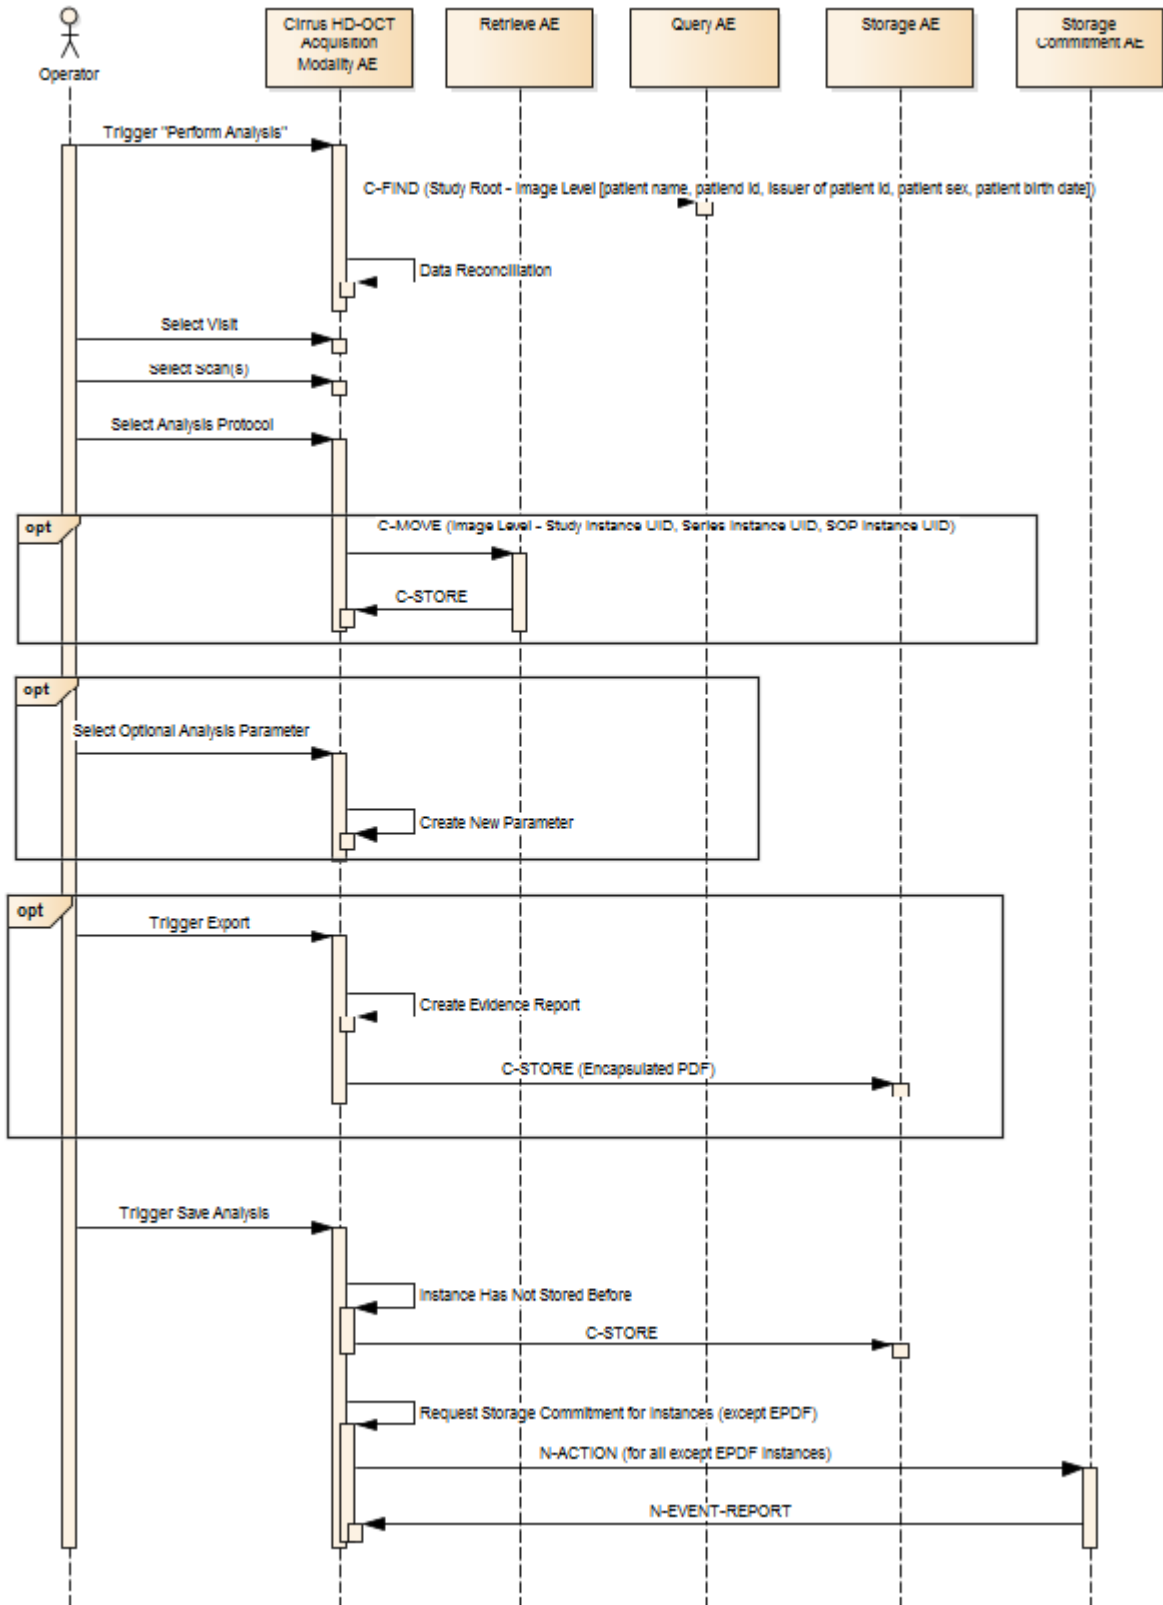 Operator
Cirrus HD-OCT
Acquisition
Modality AE
Retrieve AE
Query AE
Storage AE
Storage
Commitment AE
Trigger "Perform Analysis"
C-FIND (Study Root - Image Level [patient name, patiend id, issuer of patient id, patient sex, patient birth date])
Data Reconciliation
Select Visit
Select Scan(s)
Select Analysis Protocol
opt
C-MOVE (Image Level - Study Instance UID, Series Instance UID, SOP Instance UID)
C-STORE
opt
Select Optional Analysis Parameter
Create New Parameter
opt
Trigger Export
Create Evidence Report
C-STORE (Encapsulated PDF)
Trigger Save Analysis
Instance Has Not Stored Before
C-STORE
Request Storage Commitment for Instances (except EPDF)
N-ACTION (for all except EPDF Instances)
N-EVENT-REPORT